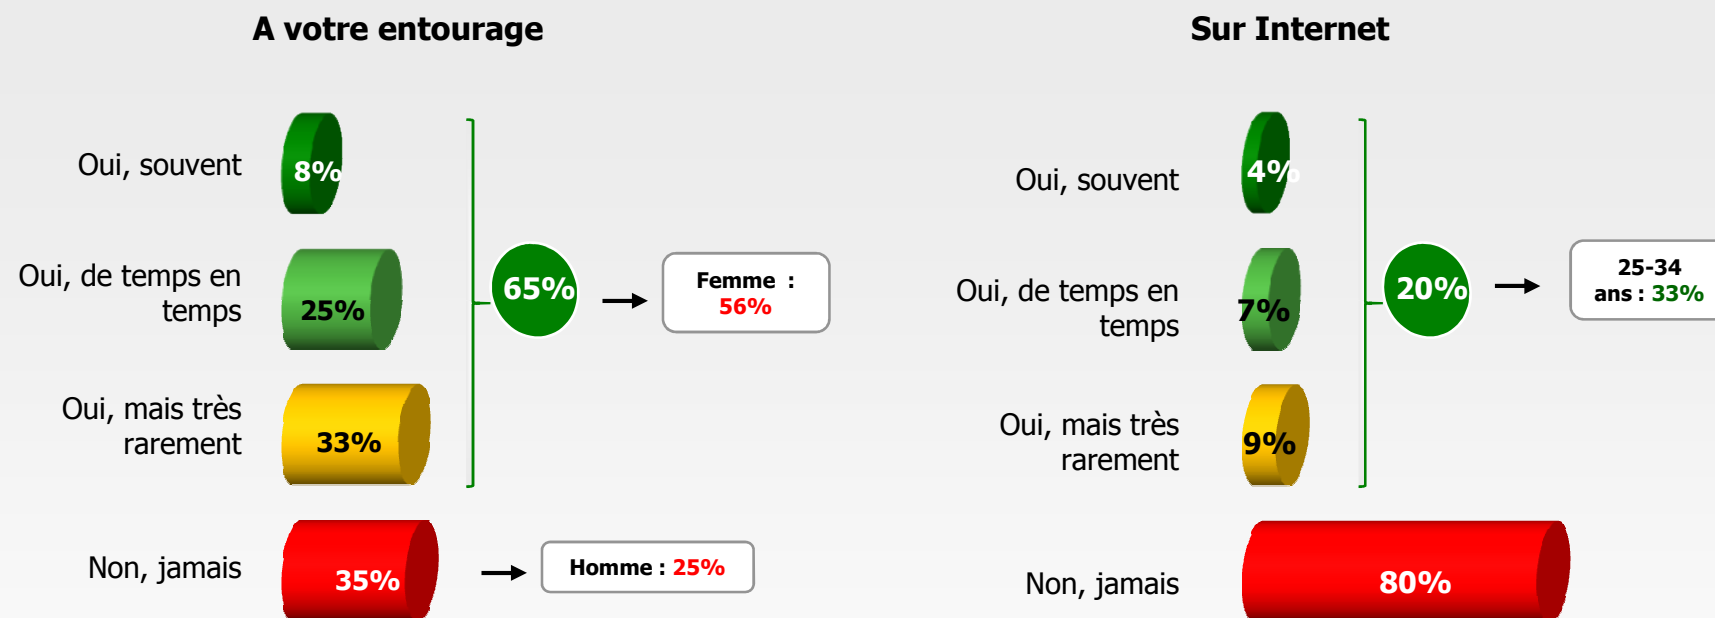 A votre entourage
Oui, souvent
8%
Oui, de temps en
temps
25%
65%
Femme :
56%
Oui, mais très
rarement
33%
Non, jamais
35%
Homme : 25%
Sur Internet
Oui, souvent
4%
Oui, de temps en
temps
7%
20%
25-34
ans : 33%
Oui, mais très
rarement
9%
Non, jamais
80%